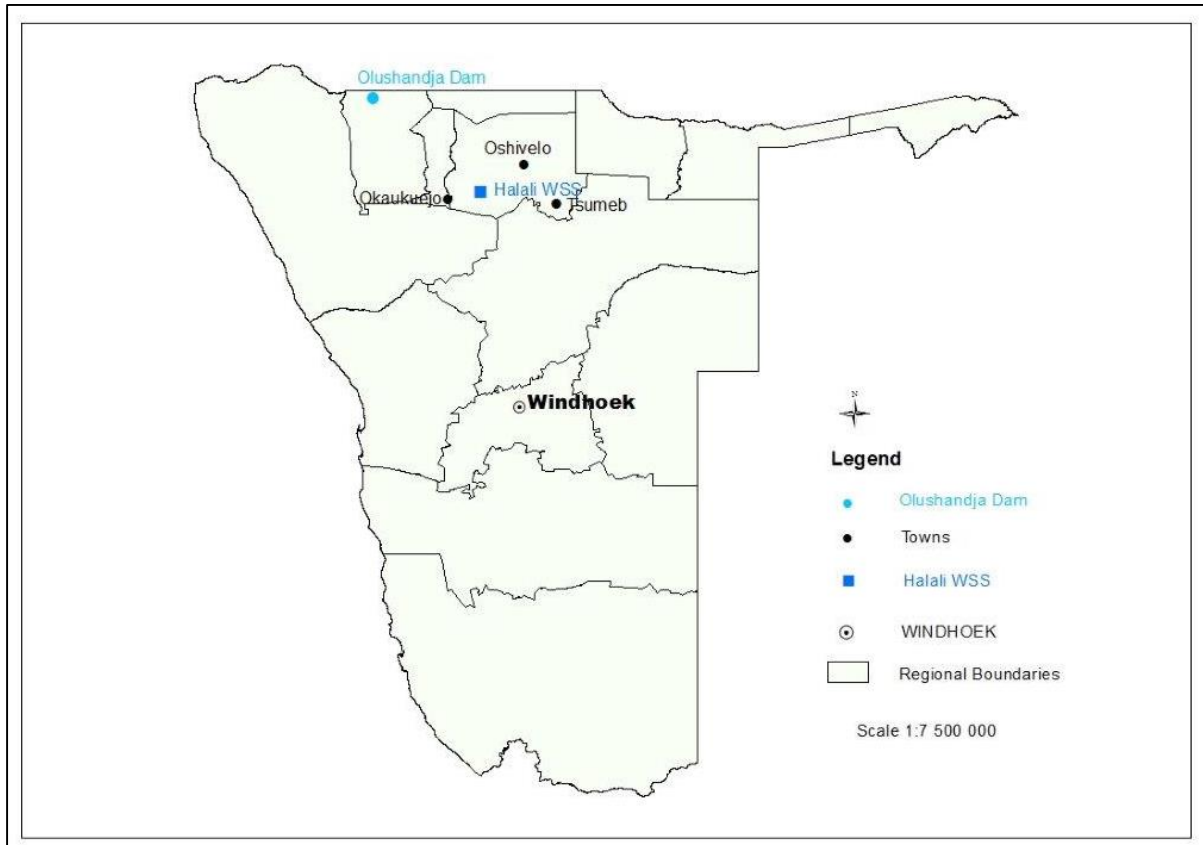 Olushandja Dam
Oshivelo
Halali WSS
Okaukuejo
Tsumeb
Windhoek
N
Legend
Olushandja Dam
Towns
Halali WSS
WINDHOEK
Regional Boundaries
Scale 1:7 500 000